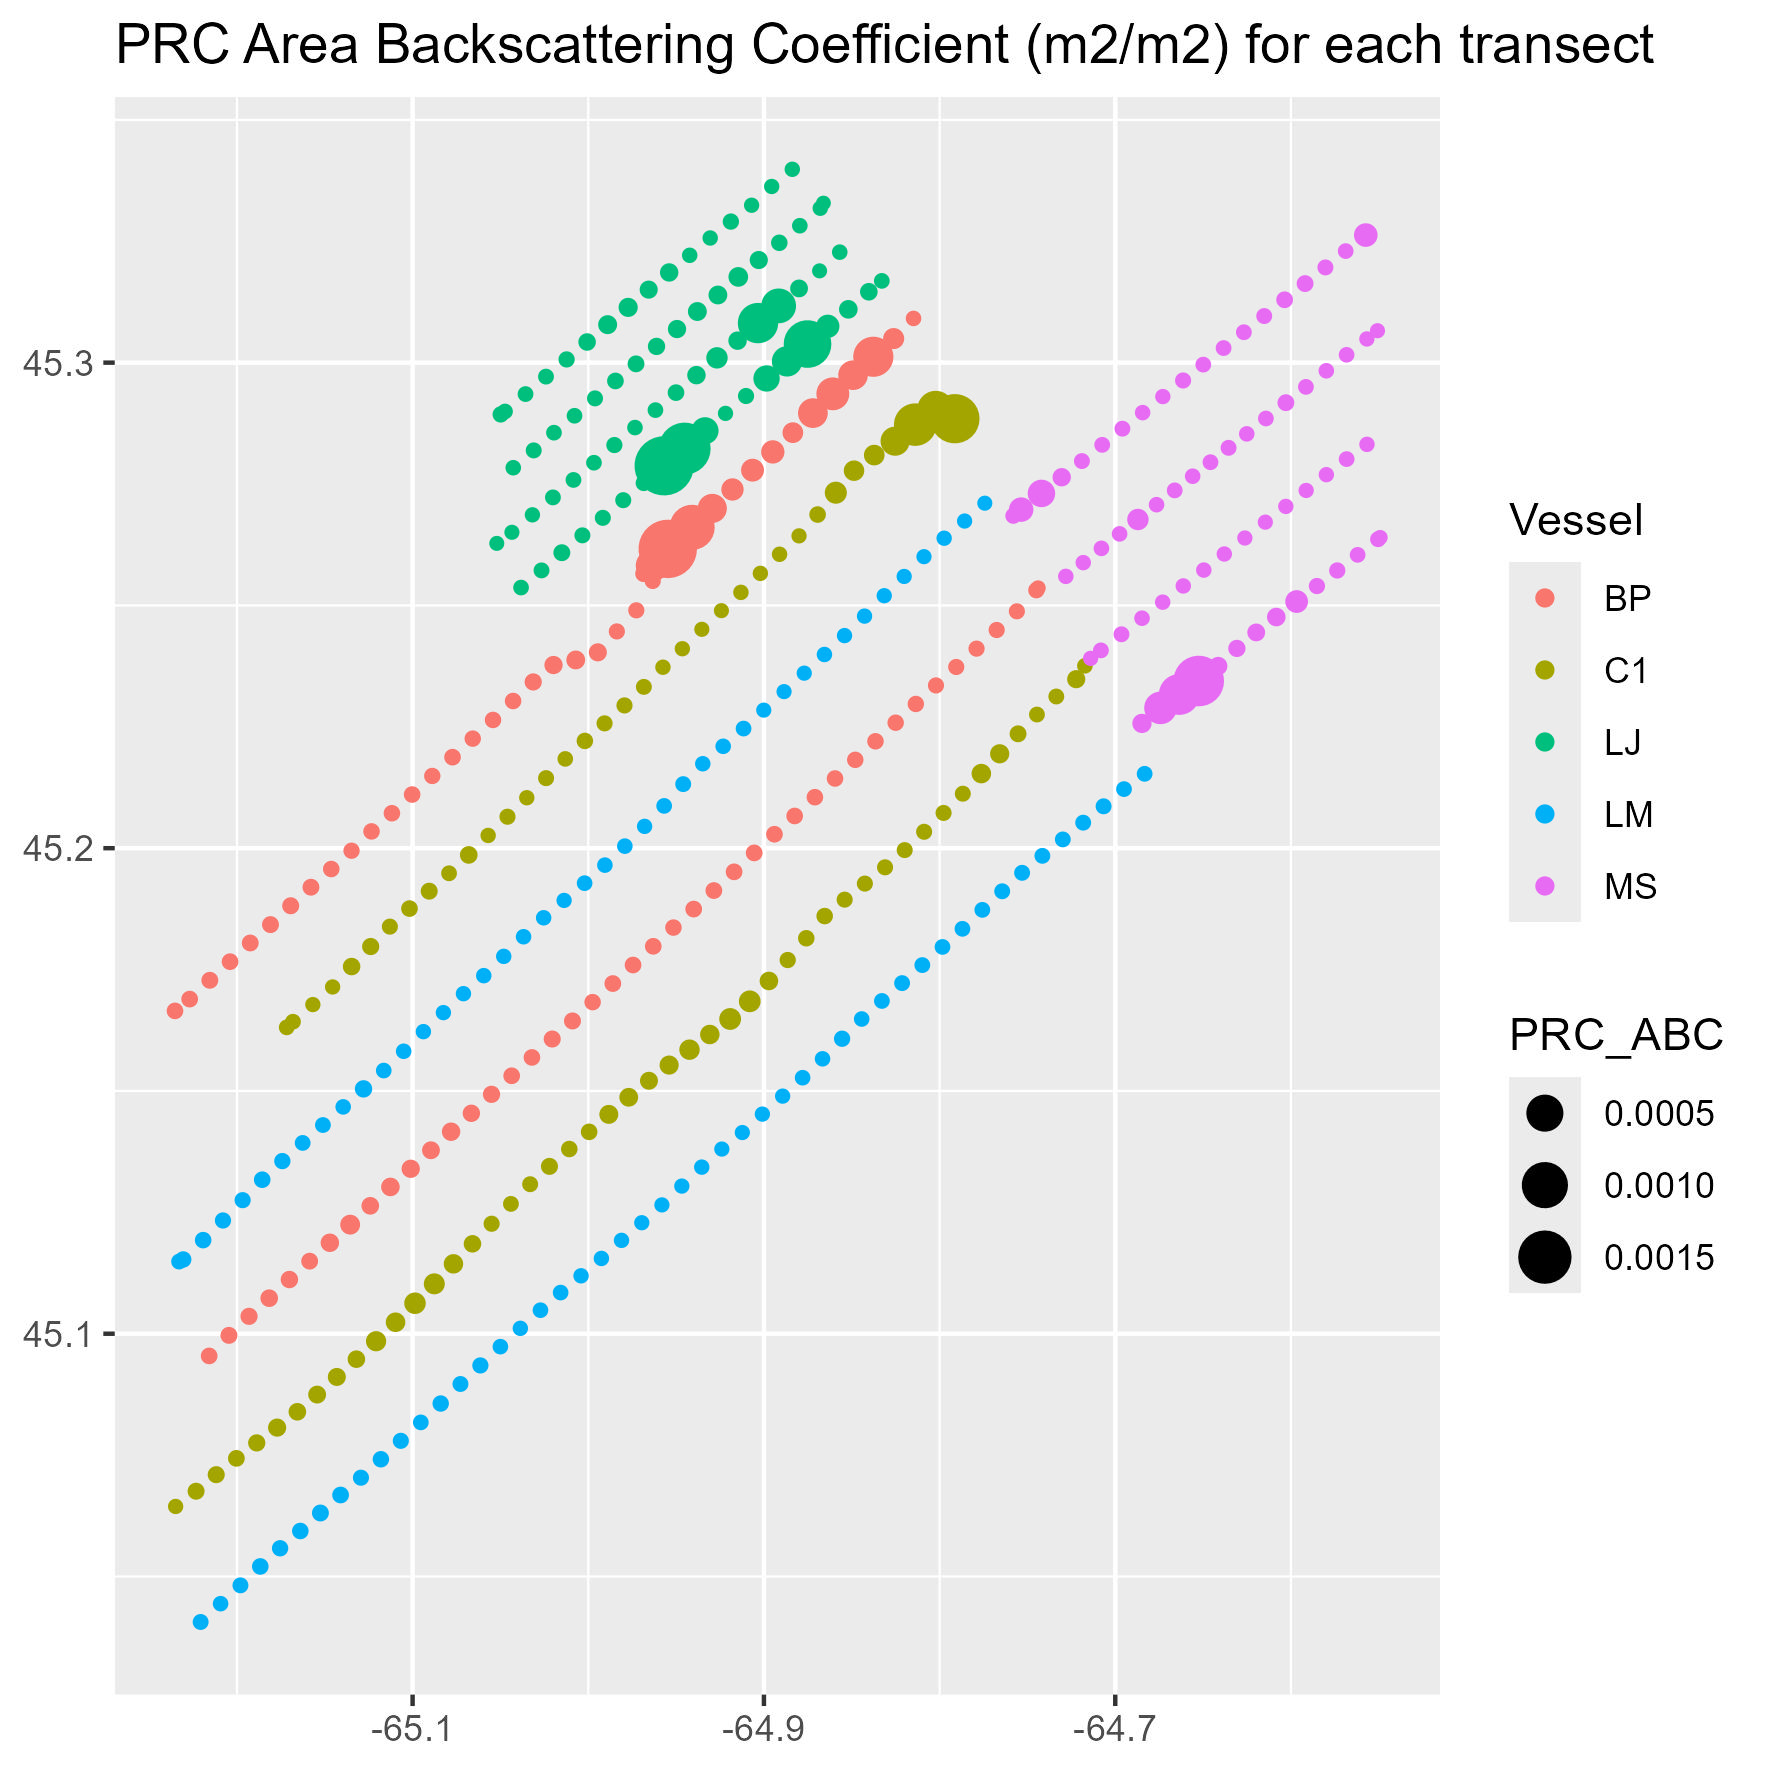 PRC Area Backscattering Coefficient (m2/m2) for each transect
45.3
45.2
45.1
-65.1
-64.9
-64.7
Vessel
BP
C1
LJ
LM
MS
PRC_ABC
0.0005
0.0010
0.0015